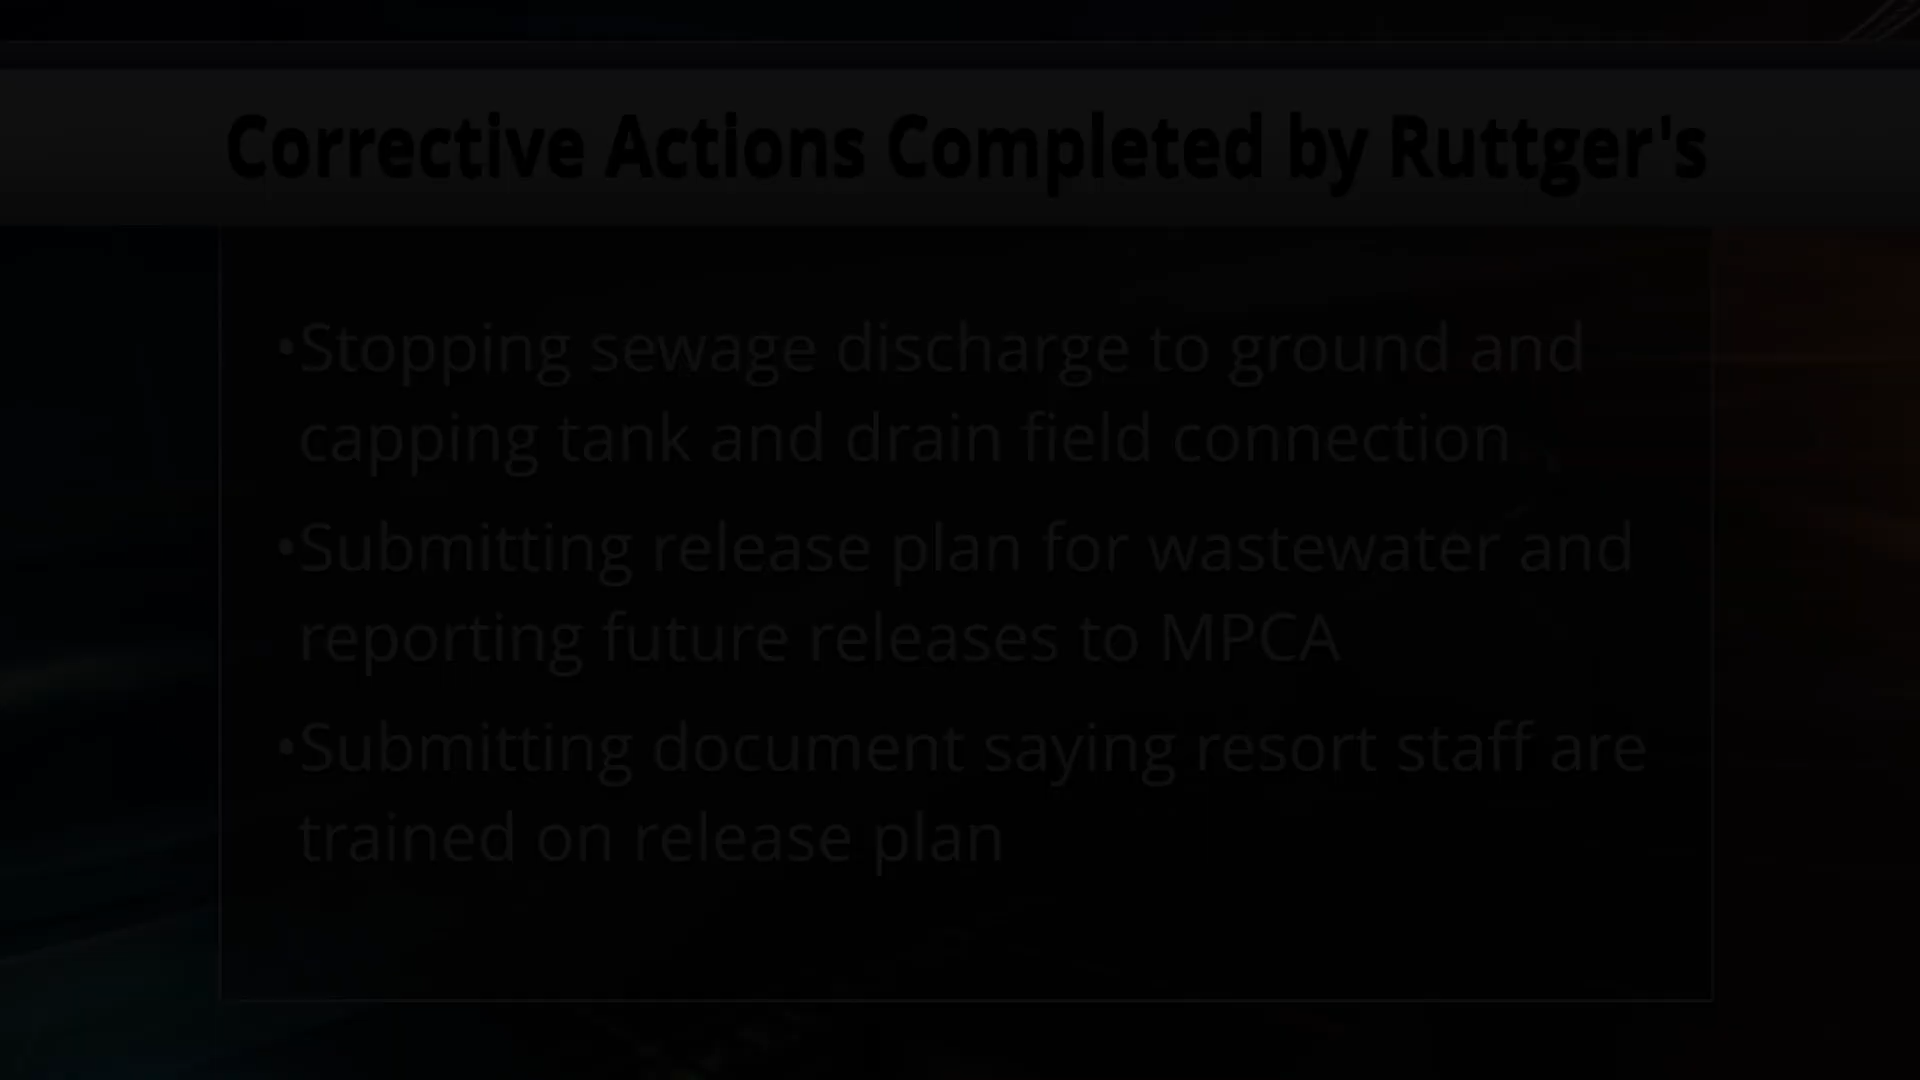 Corrective Actions Completed by Ruttger's
•Stopping sewage discharge to ground and
capping tank and drain field connection
•Submitting release plan for wastewater and
reporting future releases to MPCA
•Submitting document saying resort staff are
trained on release plan